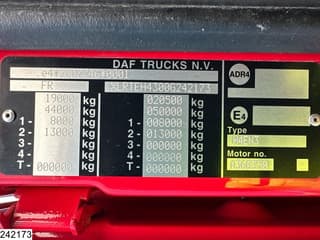 DAF TRUCKS N.V.
FR
XLRTEH4300G242173
ADR4
19000 kg 020500 kg
44000 kg 050000 kg
1- 8000 kg 1- 008000 kg
2- 13000 kg 2- 013000 kg
3- kg 3- 000000 kg
4- kg 4- 000000 kg
T- 000000 kg T- 000000 kg
E4
Type
Motor no.
242173